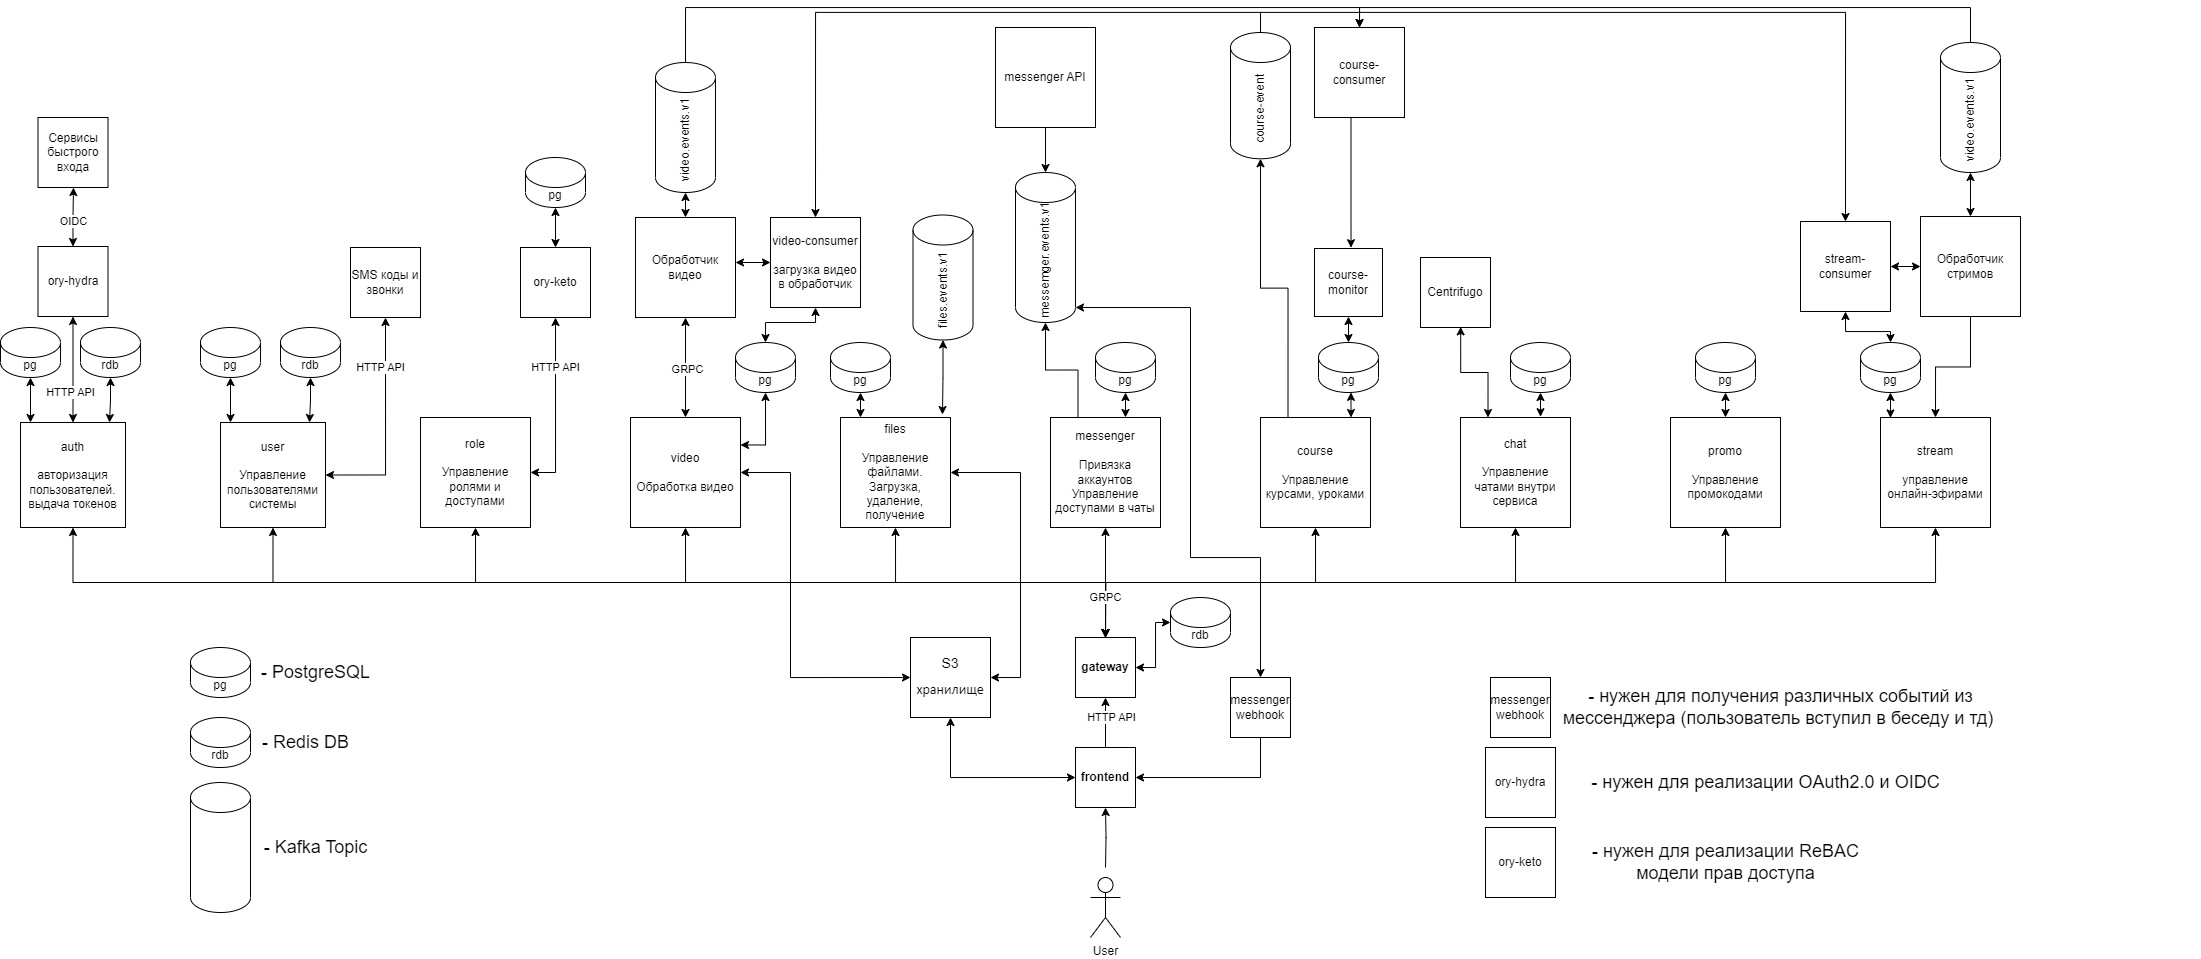 messenger API
course-event
course-
consumer
video.events.v1
video.events.v1
Сервисы
быстрого
входа
pg
OIDC
messenger.events.v1
Обработчик
видео
video-consumer
загрузка видео
в обработчик
files.events.v1
stream-
consumer
Обработчик
стримов
ory-hydra
SMS коды и
звонки
ory-keto
course-
monitor
Centrifugo
pg
HTTP API
rdb
pg
rdb
HTTP API
HTTP API
GRPC
pg
pg
pg
pg
pg
pg
pg
auth
авторизация
пользователей.
выдача токенов
user
Управление
пользователями
системы
role
Управление
ролями и
доступами
video
Обработка видео
files
Управление
файлами.
Загрузка,
удаление,
получение
messenger
Привязка
аккаунтов
Управление
доступами в чаты
course
Управление
курсами, уроками
chat
Управление
чатами внутри
сервиса
promo
Управление
промокодами
stream
управление
онлайн-эфирами
GRPC
rdb
S3
хранилище
gateway
messenger
webhook
HTTP API
frontend
User
pg
- PostgreSQL
rdb
- Redis DB
- Kafka Topic
messenger
webhook
- нужен для получения различных событий из
мессенджера (пользователь вступил в беседу и тд)
ory-hydra
- нужен для реализации OAuth2.0 и OIDC
ory-keto
- нужен для реализации ReBAC
модели прав доступа